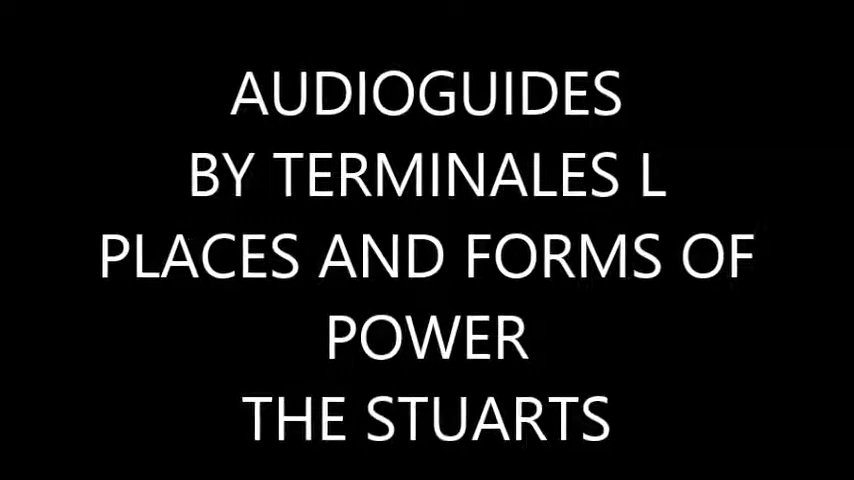 AUDIOGUIDES
BY TERMINALES L
PLACES AND FORMS OF
POWER
THE STUARTS